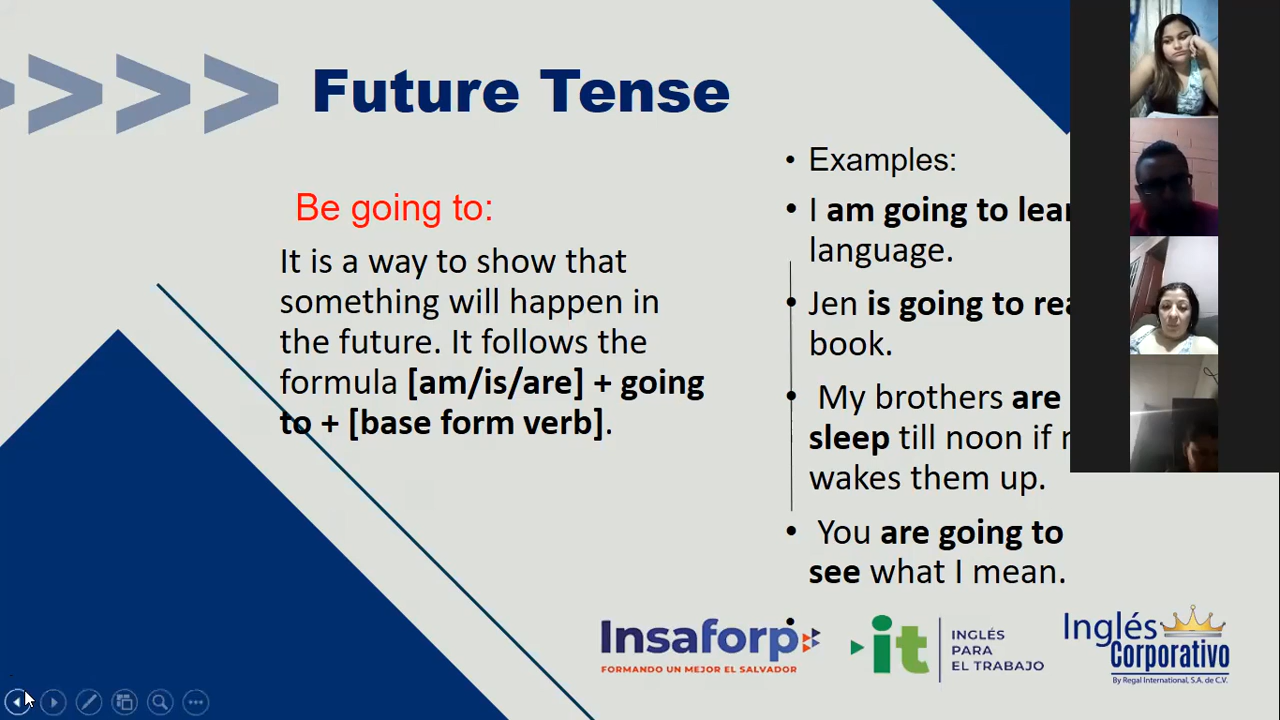 Future Tense
Be going to:
It is a way to show that
something will happen in
the future. It follows the
formula [am/is/are] + going
to + [base form verb].
• Examples:
• I am going to
language.
• Jen is going to
book.
• My brothers are
sleep till noon if
wakes them up.
• You are going to
see what I mean.
•
Insaforp
FORMANDO UN MEJOR EL SALVADOR
it
INGLÉS
PARA
EL TRABAJO
Inglés
Corporativo
By Regal International, S.A. de C.V.